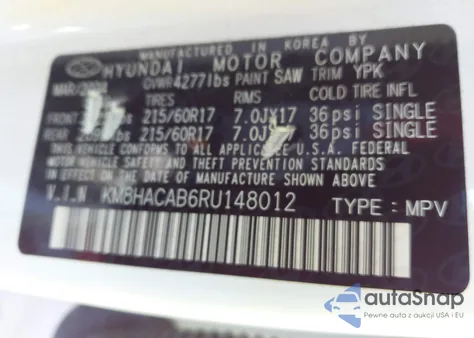 MANUFACTURED IN KOREA BY
HYUNDAI MOTOR COMPANY
MAR/ GVWR 4277lbs PAINT SAW TRIM YPK
TIRES RIMS COLD TIRE INFL
FRONT 215/60R17 7.0JX17 36psi SINGLE
REAR 215/60R17 36psi SINGLE
THIS VEHICLE CONFORMS TO ALL APPLICABLE U.S.A. FEDERAL
MOTOR VEHICLE SAFETY AND THEFT PREVENTION STANDARDS
IN EFFECT ON THE DATE OF MANUFACTURE SHOWN ABOVE.
V.I.N KM8HACAB6RU148012 TYPE:MPV
autoSnap
Pewne auta z aukcji USA i EU